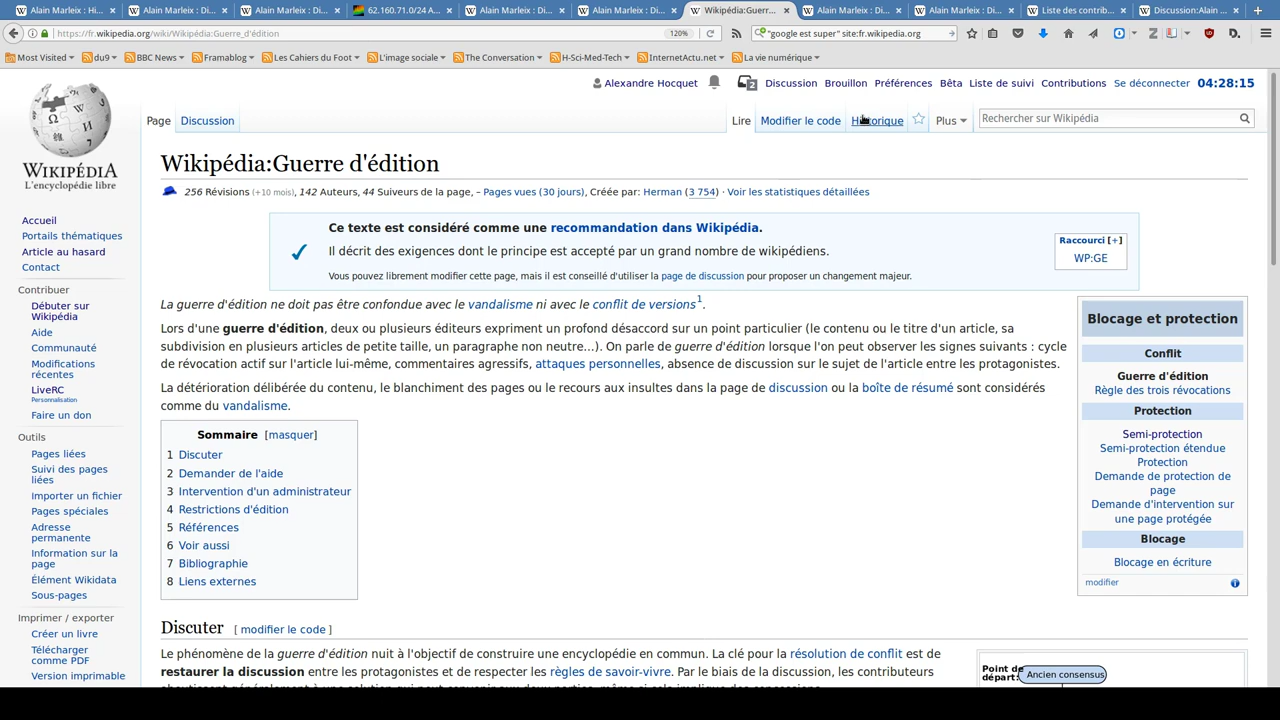 Alain Marleix : Hi...
Alain Marleix : Di...
Alain Marleix : Di...
62.160.71.0/24 A...
Alain Marleix : D...
Alain Marleix : Di...
Wikipédia:Guerre...
Alain Marleix : D...
Alain Marleix : D...
Liste des contrib...
Discussion:Alain ...
https://fr.wikipedia.org/wiki/Wikipédia:Guerre_d'édition
120%
"google est super" site:fr.wikipedia.org
Most Visited
du9
BBC News
Framablog
Les Cahiers du Foot
L'image sociale
The Conversation
H-Sci-Med-Tech
InternetActu.net
La vie numérique
Alexandre Hocquet
2
Discussion
Brouillon
Préférences
Bêta
Liste de suivi
Contributions
Se déconnecter
04:28:15
Page
Discussion
Lire
Modifier le code
Historique
Plus
Rechercher sur Wikipédia
WIKIPÉDIA
L'encyclopédie libre
Accueil
Portails thématiques
Article au hasard
Contact
Contribuer
Débuter sur
Wikipédia
Aide
Communauté
Modifications
récentes
LiveRC
Personnalisation
Faire un don
Outils
Pages liées
Suivi des pages
liées
Importer un fichier
Pages spéciales
Adresse
permanente
Information sur la
page
Élément Wikidata
Sous-pages
Imprimer / exporter
Créer un livre
Télécharger
comme PDF
Version imprimable
Wikipédia:Guerre d'édition
256 Révisions (+10 mois), 142 Auteurs, 44 Suiveurs de la page, – Pages vues (30 jours), Créée par: Herman (3 754) · Voir les statistiques détaillées
Ce texte est considéré comme une recommandation dans Wikipédia.
Il décrit des exigences dont le principe est accepté par un grand nombre de wikipédiens.
Vous pouvez librement modifier cette page, mais il est conseillé d'utiliser la page de discussion pour proposer un changement majeur.
Raccourci [+]
WP:GE
La guerre d'édition ne doit pas être confondue avec le vandalisme ni avec le conflit de versions1.
Lors d'une guerre d'édition, deux ou plusieurs éditeurs expriment un profond désaccord sur un point particulier (le contenu ou le titre d'un article, sa
subdivision en plusieurs articles de petite taille, un paragraphe non neutre...). On parle de guerre d'édition lorsque l'on peut observer les signes suivants : cycle
de révocation actif sur l'article lui-même, commentaires agressifs, attaques personnelles, absence de discussion sur le sujet de l'article entre les protagonistes.
La détérioration délibérée du contenu, le blanchiment des pages ou le recours aux insultes dans la page de discussion ou la boîte de résumé sont considérés
comme du vandalisme.
Sommaire [masquer]
1 Discuter
2 Demander de l'aide
3 Intervention d'un administrateur
4 Restrictions d'édition
5 Références
6 Voir aussi
7 Bibliographie
8 Liens externes
Blocage et protection
Conflit
Guerre d'édition
Règle des trois révocations
Protection
Semi-protection
Semi-protection étendue
Protection
Demande de protection de
page
Demande d'intervention sur
une page protégée
Blocage
Blocage en écriture
modifier
Discuter [ modifier le code ]
Le phénomène de la guerre d'édition nuit à l'objectif de construire une encyclopédie en commun. La clé pour la résolution de conflit est de
restaurer la discussion entre les protagonistes et de respecter les règles de savoir-vivre. Par le biais de la discussion, les contributeurs
Point de
départ:
Ancien consensus